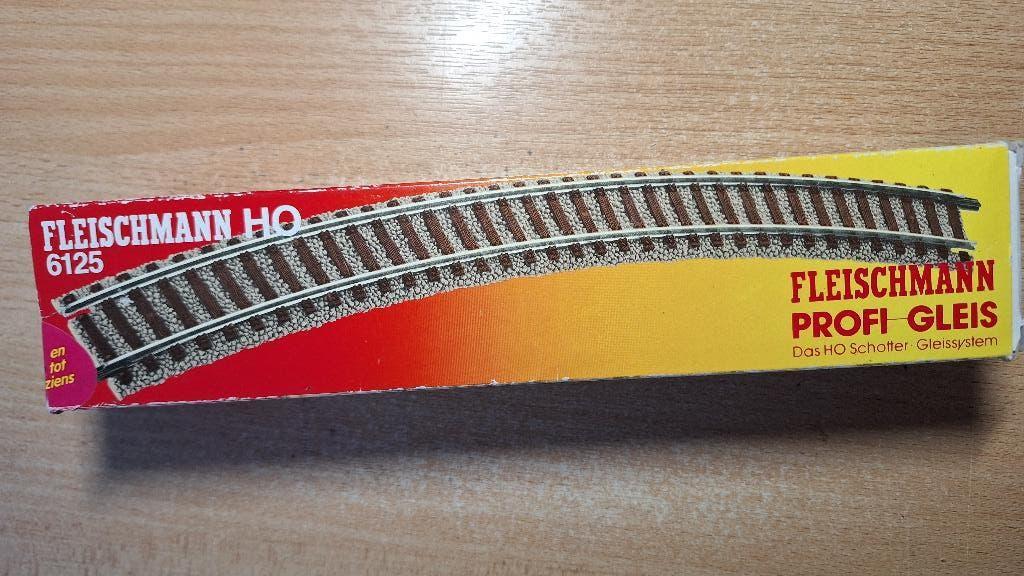 FLEISCHMANN HO
6125
en
tot
ziens
FLEISCHMANN
PROFI-GLEIS
Das HO Schotter-Gleissystem